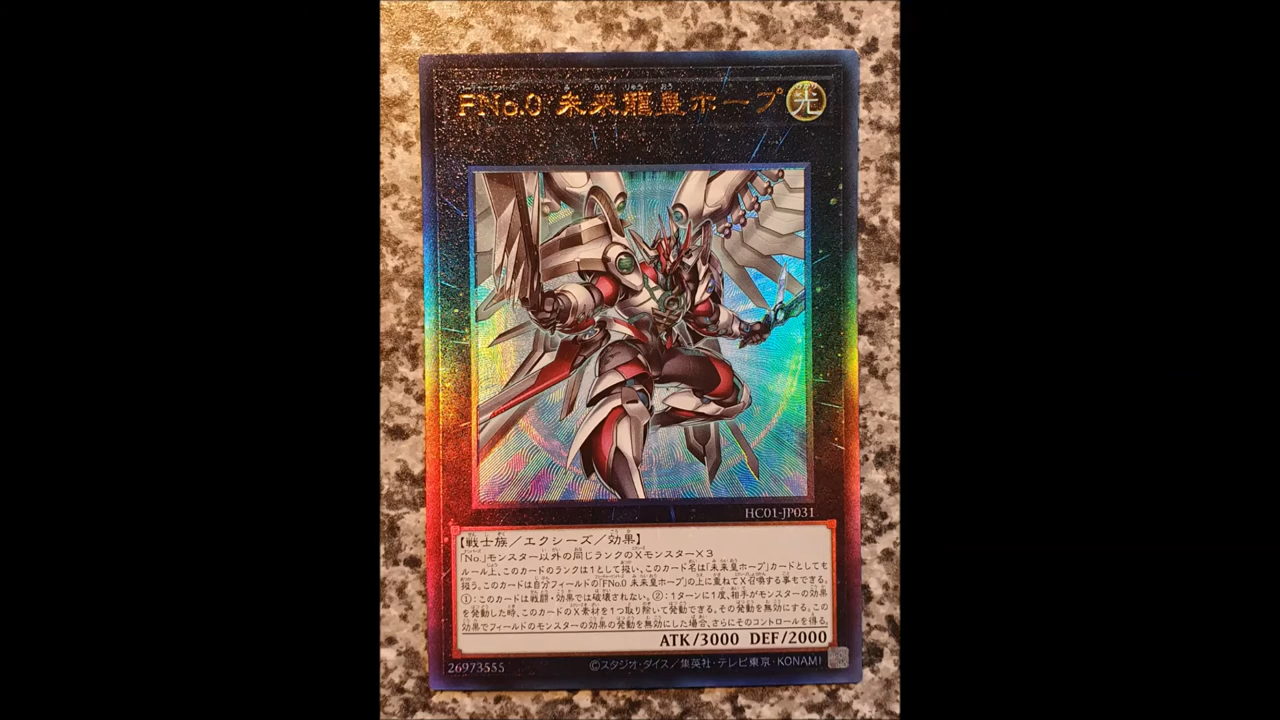 FNo.0 未来龍皇ホープ 光
HC01-JP031
【戦士族／エクシーズ／効果】
「No.」モンスター以外の同じランクのXモンスター×3
ルール上、このカードのランクは1として扱い、このカード名は「未来皇ホープ」カードとしても
扱う。このカードは自分フィールドの「FNo.0 未来皇ホープ」の上に重ねてX召喚する事もできる。
①：このカードは戦闘・効果では破壊されない。②：1ターンに1度、相手がモンスターの効果
を発動した時、このカードのX素材を1つ取り除いて発動できる。その発動を無効にする。この
効果でフィールドのモンスターの効果の発動を無効にした場合、さらにそのコントロールを得る。
ATK/3000 DEF/2000
26973555 ©スタジオ・ダイス／集英社・テレビ東京・KONAMI